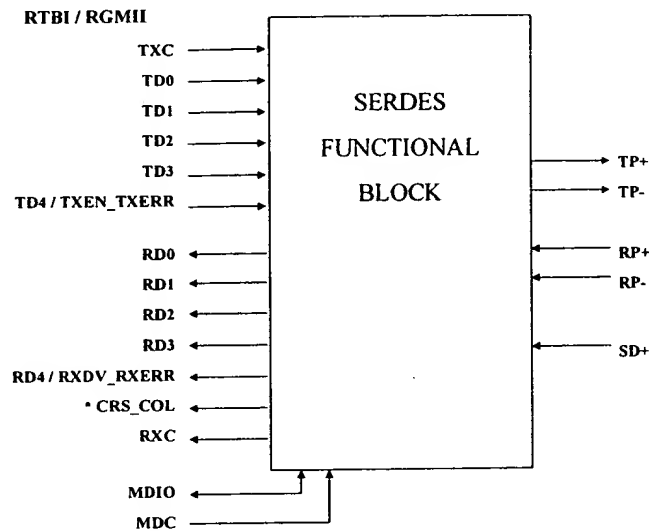 RTBI / RGMII
TXC
TD0
TD1
TD2
TD3
TD4 / TXEN_TXERR
RD0
RD1
RD2
RD3
RD4 / RXDV_RXERR
* CRS_COL
RXC
MDIO
MDC
SERDES
FUNCTIONAL
BLOCK
TP+
TP-
RP+
RP-
SD+